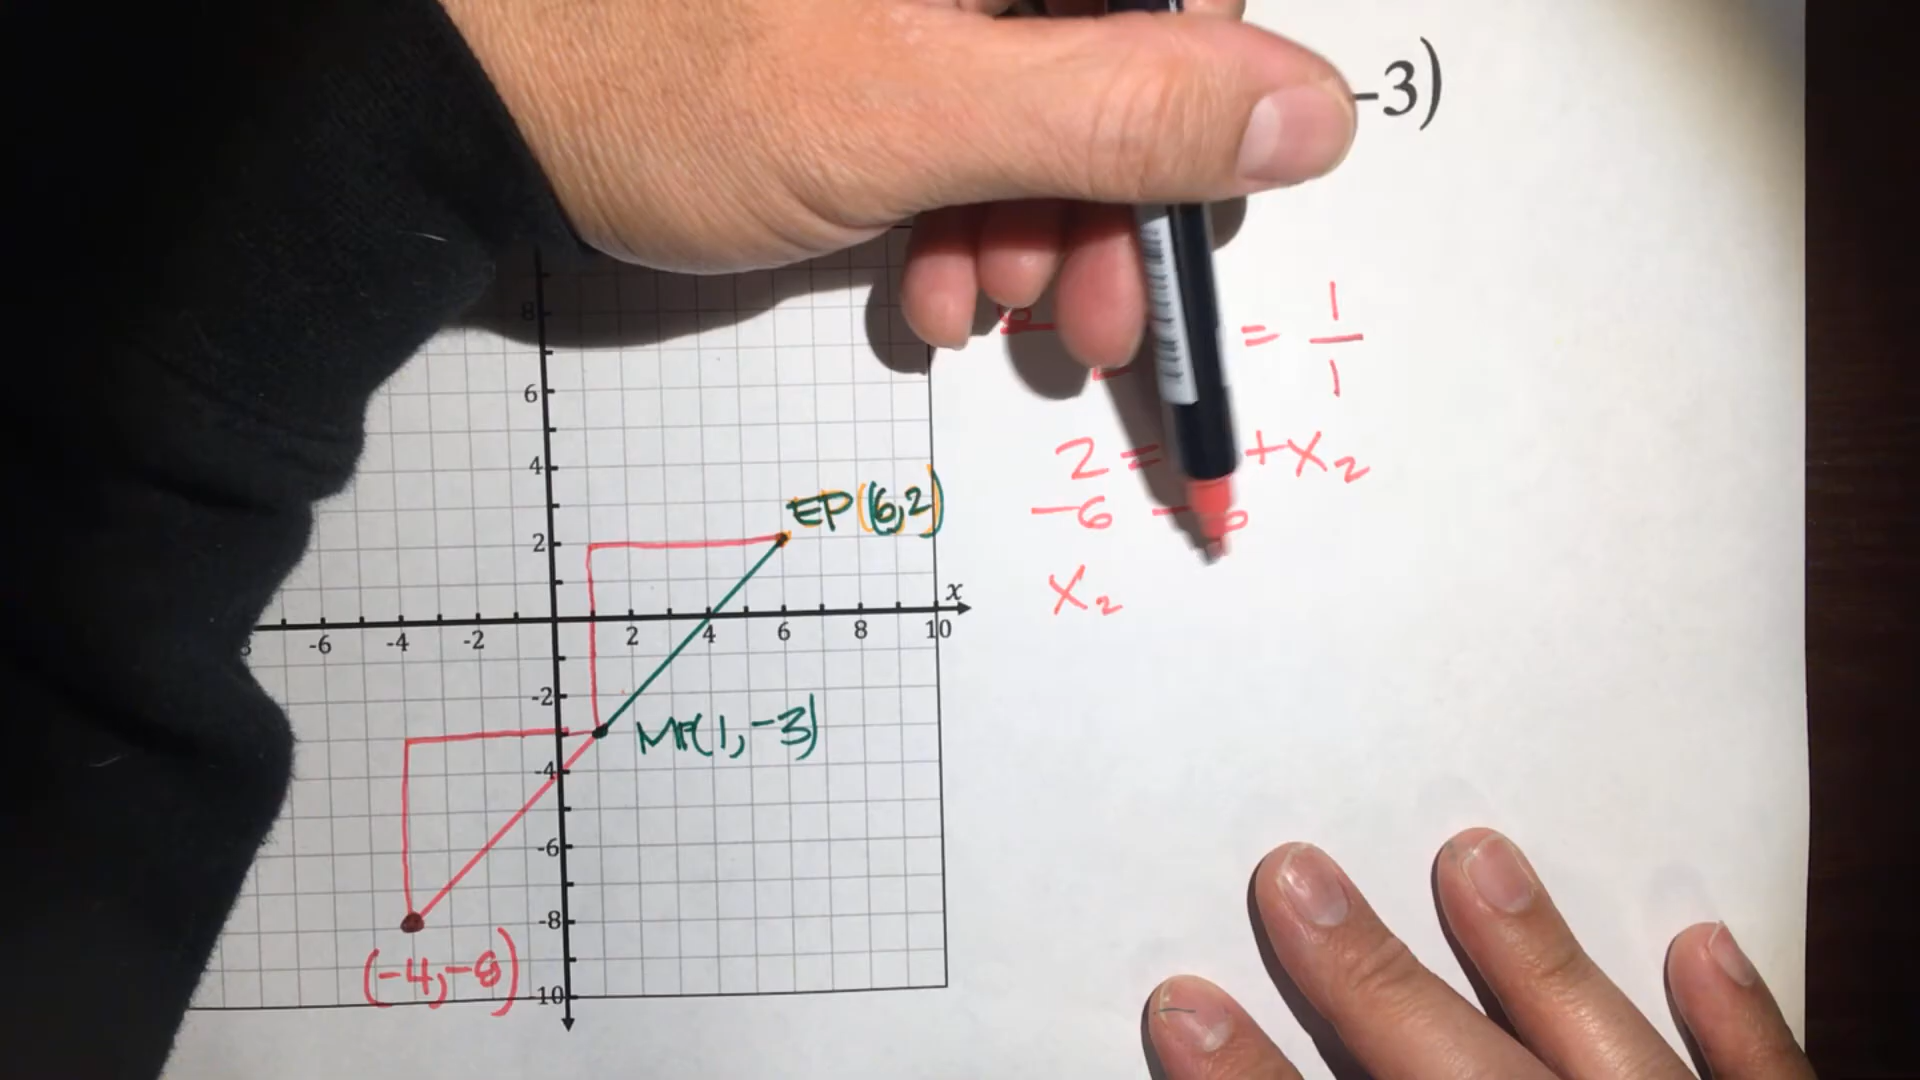 -3)
= 1/1
2 = +x₂
-6 -6
x₂
8
6
4
EP(6,2)
2
x
-6 -4 -2 2 4 6 8 10
-2
MP(1, -3)
-4
-6
-8
(-4,-8)
-10